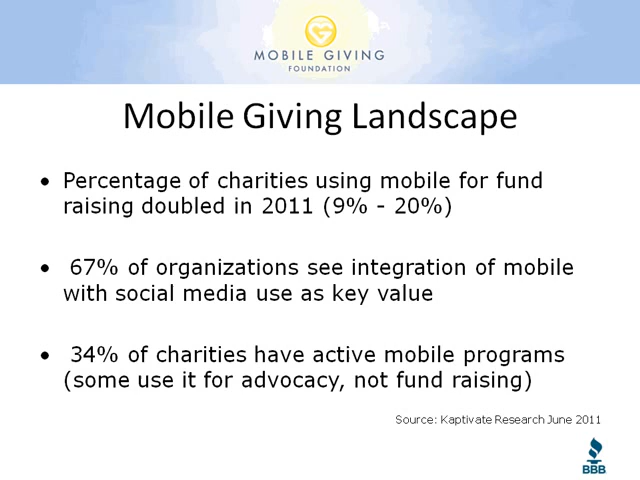 MOBILE GIVING
FOUNDATION
Mobile Giving Landscape
• Percentage of charities using mobile for fund
raising doubled in 2011 (9% - 20%)
• 67% of organizations see integration of mobile
with social media use as key value
• 34% of charities have active mobile programs
(some use it for advocacy, not fund raising)
Source: Kaptivate Research June 2011
BBB